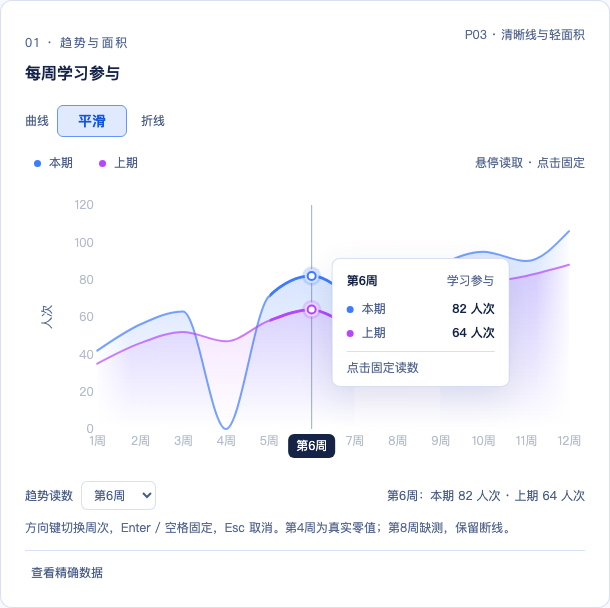 01 · 趋势与面积
P03 · 清晰线与轻面积
每周学习参与
曲线 平滑 折线
本期 上期
悬停读取 · 点击固定
120
100
80
60
40
20
0
人次
第6周 学习参与
本期 82 人次
上期 64 人次
点击固定读数
1周 2周 3周 4周 5周 第6周 7周 8周 9周 10周 11周 12周
趋势读数 第6周
第6周：本期 82 人次 · 上期 64 人次
方向键切换周次，Enter / 空格固定，Esc 取消。第4周为真实零值；第8周缺测，保留断线。
查看精确数据